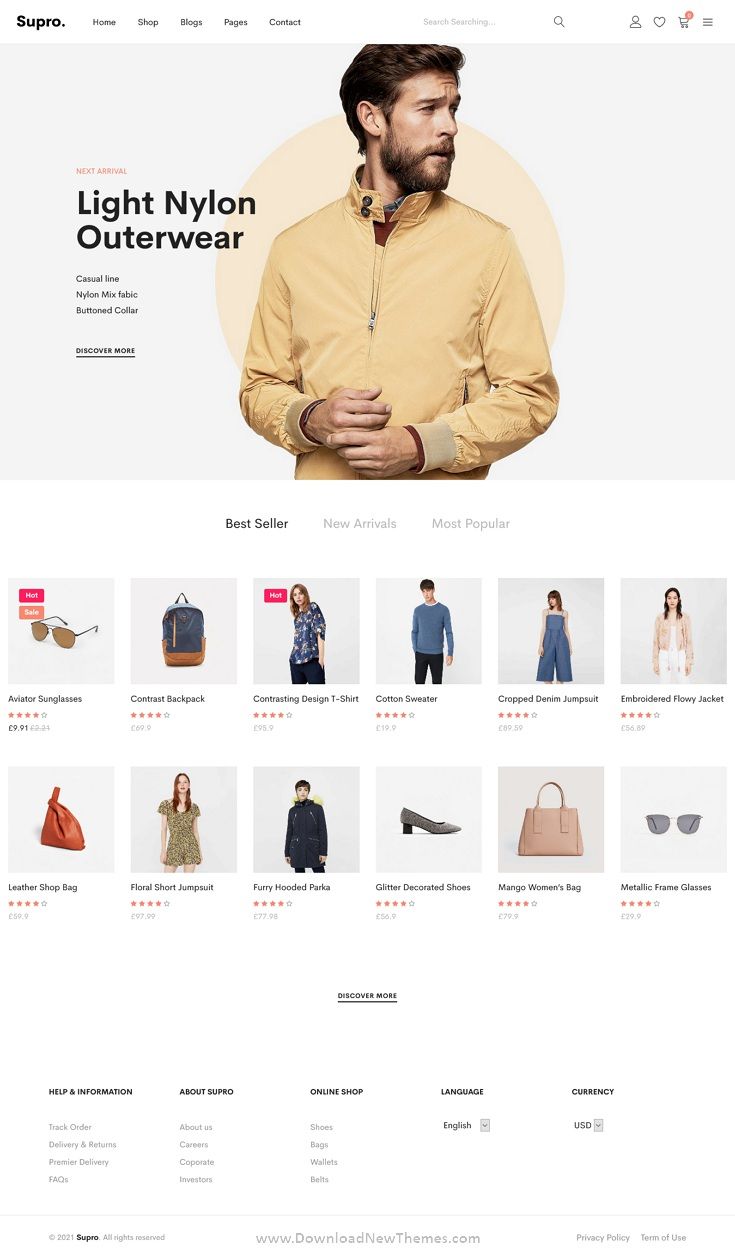 Supro.
Home Shop Blogs Pages Contact
Search Searching...
0
NEXT ARRIVAL
Light Nylon
Outerwear
Casual line
Nylon Mix fabic
Buttoned Collar
DISCOVER MORE
Best Seller New Arrivals Most Popular
Hot
Sale
Hot
Aviator Sunglasses
£9.91 £2.21
Contrast Backpack
£69.9
Contrasting Design T-Shirt
£95.9
Cotton Sweater
£19.9
Cropped Denim Jumpsuit
£89.59
Embroidered Flowy Jacket
£56.89
Leather Shop Bag
£59.9
Floral Short Jumpsuit
£97.99
Furry Hooded Parka
£77.98
Glitter Decorated Shoes
£56.9
Mango Women's Bag
£79.9
Metallic Frame Glasses
£29.9
DISCOVER MORE
HELP & INFORMATION
Track Order
Delivery & Returns
Premier Delivery
FAQs
ABOUT SUPRO
About us
Careers
Coporate
Investors
ONLINE SHOP
Shoes
Bags
Wallets
Belts
LANGUAGE
English
CURRENCY
USD
© 2021 Supro. All rights reserved
www.DownloadNewThemes.com
Privacy Policy Term of Use